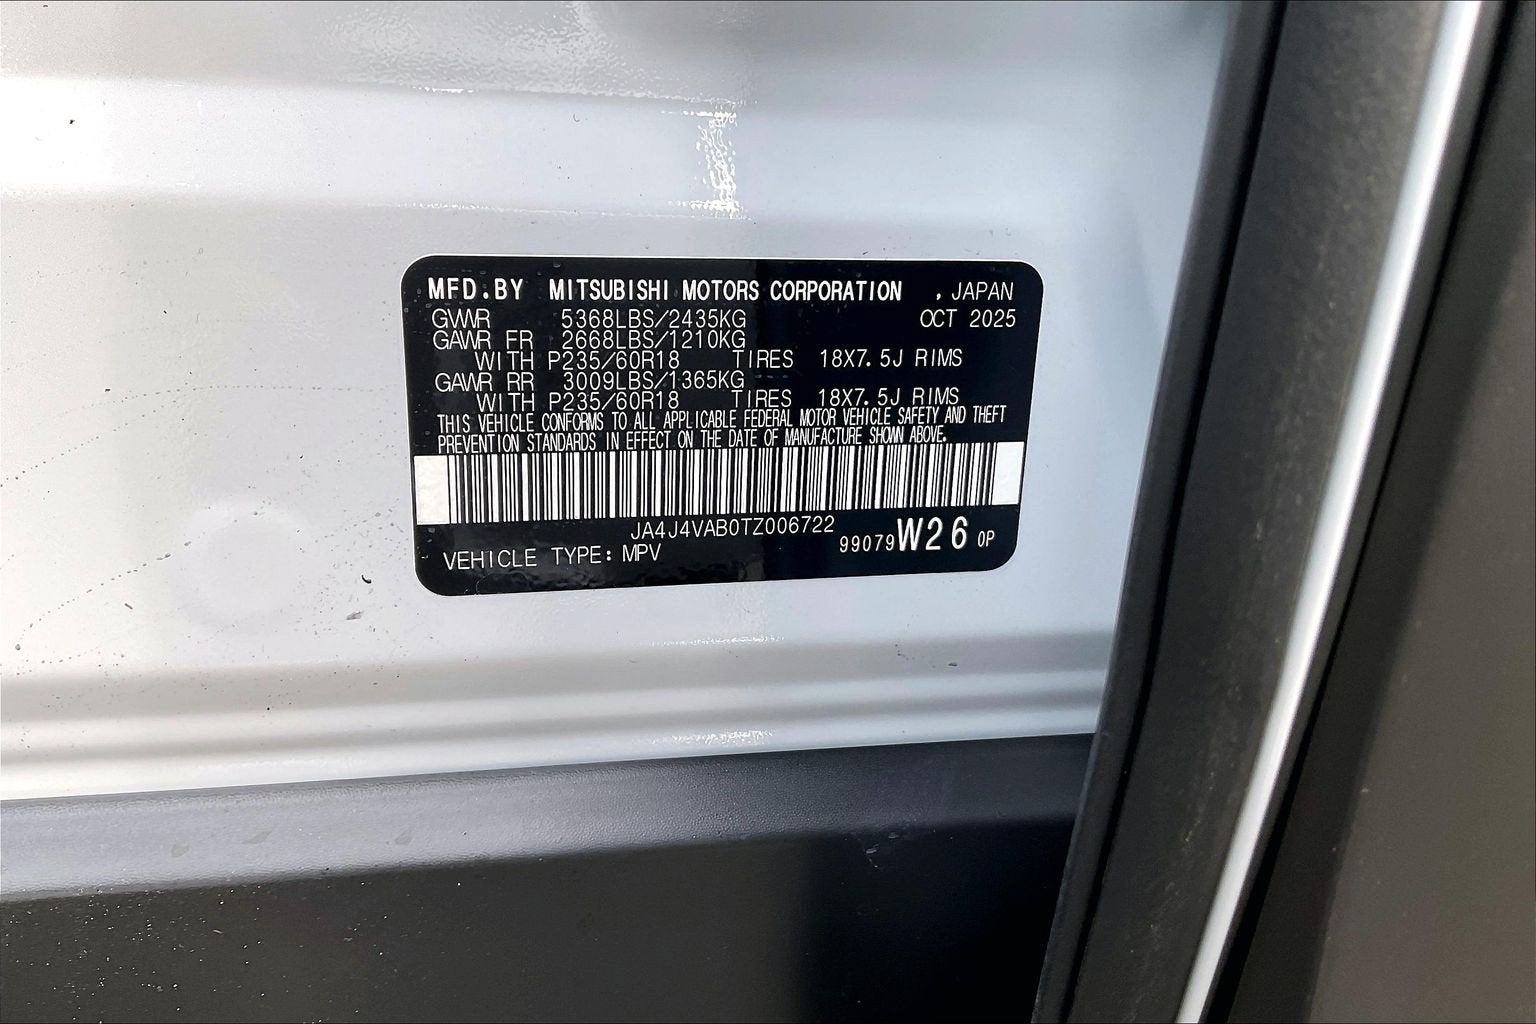 MFD.BY MITSUBISHI MOTORS CORPORATION , JAPAN
GVWR 5368LBS/2435KG OCT 2025
GAWR FR 2668LBS/1210KG
WITH P235/60R18 TIRES 18X7.5J RIMS
GAWR RR 3009LBS/1365KG
WITH P235/60R18 TIRES 18X7.5J RIMS
THIS VEHICLE CONFORMS TO ALL APPLICABLE FEDERAL MOTOR VEHICLE SAFETY AND THEFT
PREVENTION STANDARDS IN EFFECT ON THE DATE OF MANUFACTURE SHOWN ABOVE.
JA4J4VAB0TZ006722
VEHICLE TYPE: MPV 99079W26 0P